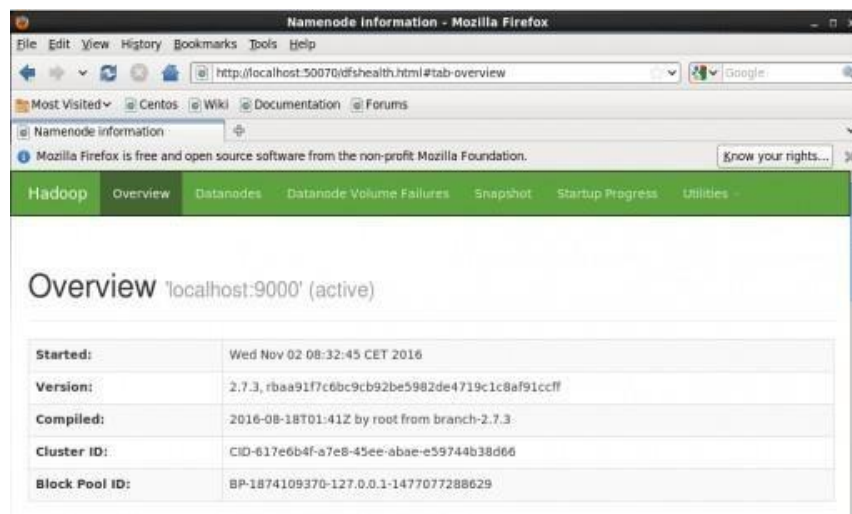 Namenode information - Mozilla Firefox
File Edit View History Bookmarks Tools Help
http://localhost:50070/dfshealth.html#tab-overview
Google
Most Visited Centos Wiki Documentation Forums
Namenode information
Mozilla Firefox is free and open source software from the non-profit Mozilla Foundation. Know your rights...
Hadoop Overview Datanodes Datanode Volume Failures Snapshot Startup Progress Utilities
Overview 'localhost:9000' (active)
Started: Wed Nov 02 08:32:45 CET 2016
Version: 2.7.3, rbaa91f7c6bc9cb92be5982de4719c1c8af91ccff
Compiled: 2016-08-18T01:41Z by root from branch-2.7.3
Cluster ID: CID-617e6b4f-a7e8-45ee-abae-e59744b38d66
Block Pool ID: BP-1874109370-127.0.0.1-1477077288629